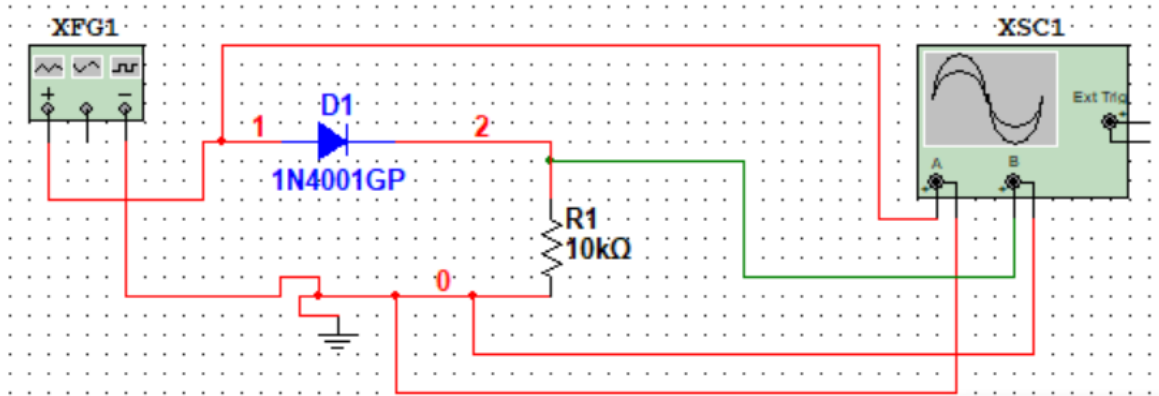 XFG1
XSC1
+ −
D1
1 2
1N4001GP
Ext Trig
+
A B
+ +
R1
10kΩ
0